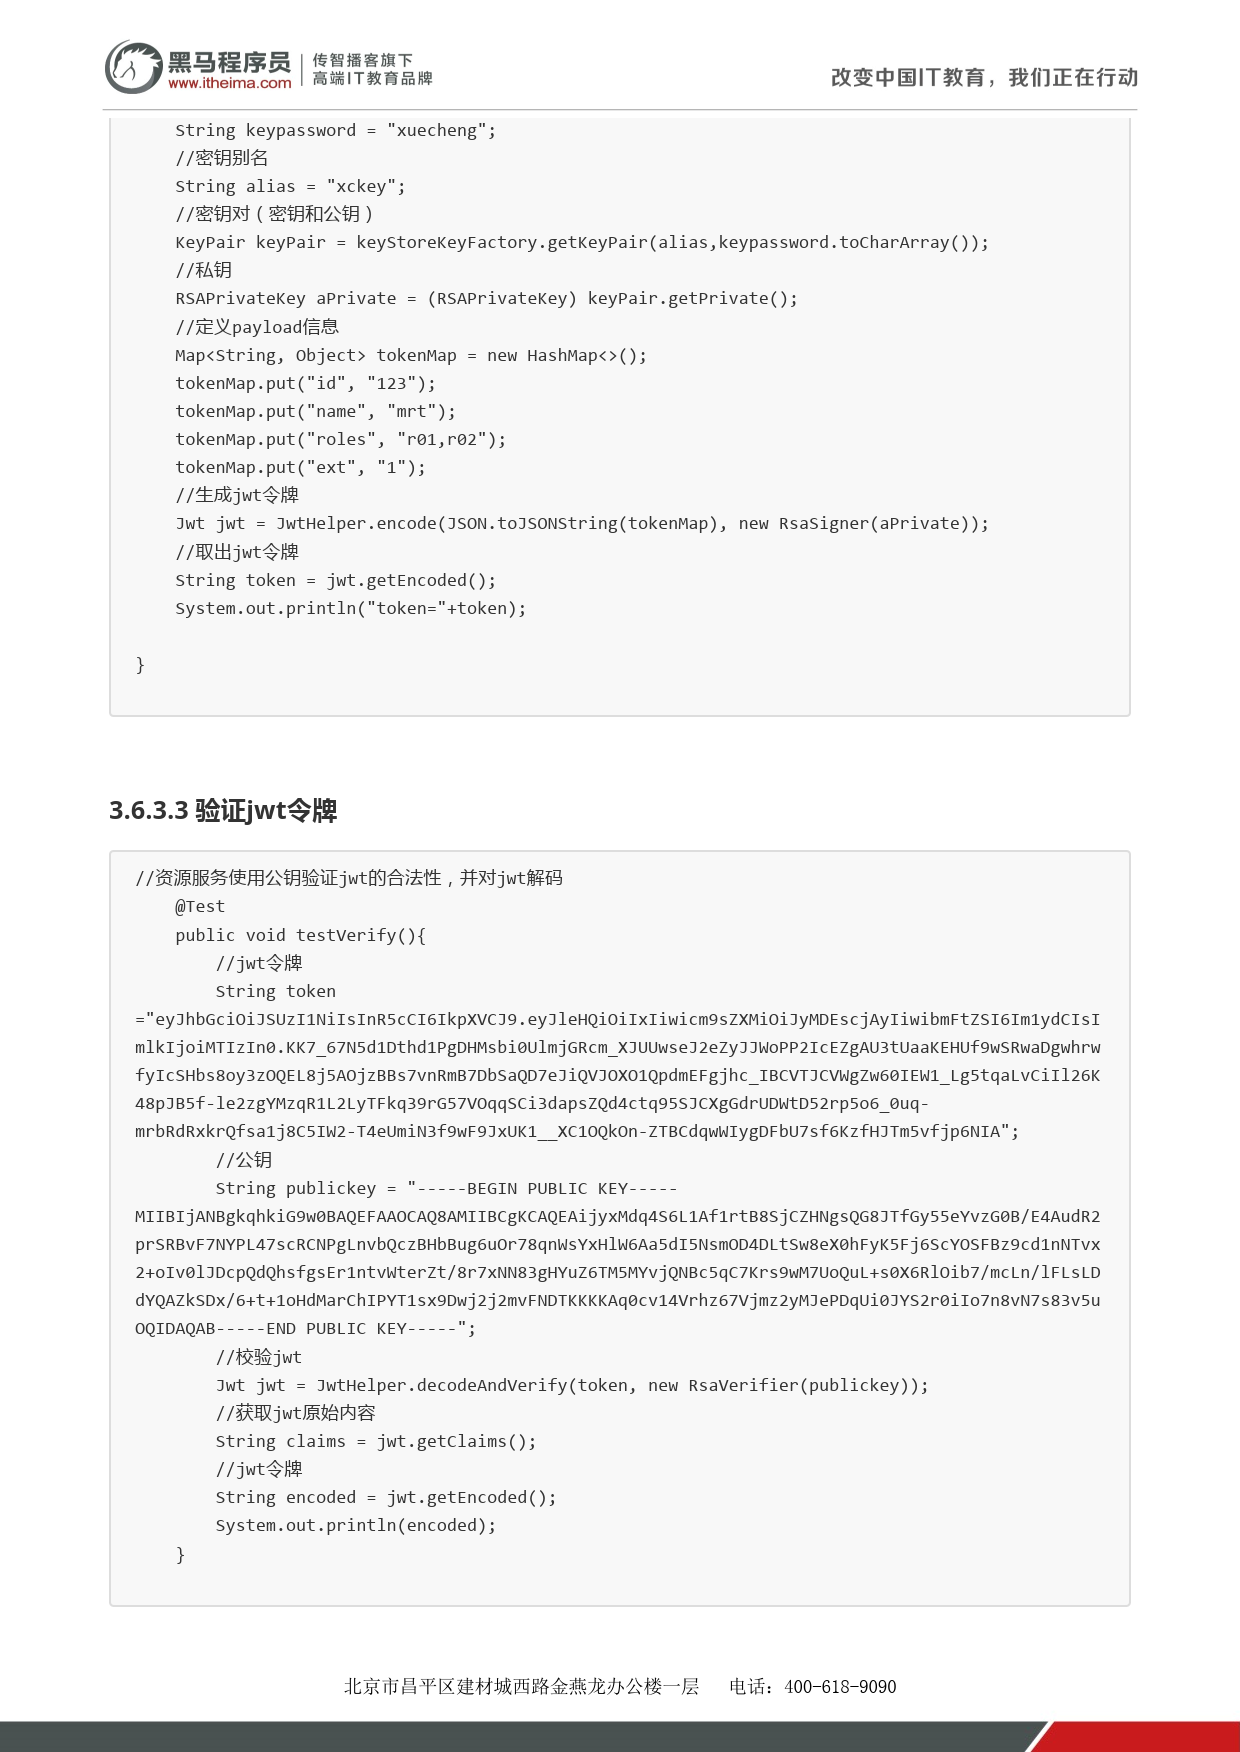 黑马程序员
www.itheima.com
传智播客旗下
高端IT教育品牌
改变中国IT教育，我们正在行动
String keypassword = "xuecheng";
//密钥别名
String alias = "xckey";
//密钥对（密钥和公钥）
KeyPair keyPair = keyStoreKeyFactory.getKeyPair(alias,keypassword.toCharArray());
//私钥
RSAPrivateKey aPrivate = (RSAPrivateKey) keyPair.getPrivate();
//定义payload信息
Map<String, Object> tokenMap = new HashMap<>();
tokenMap.put("id", "123");
tokenMap.put("name", "mrt");
tokenMap.put("roles", "r01,r02");
tokenMap.put("ext", "1");
//生成jwt令牌
Jwt jwt = JwtHelper.encode(JSON.toJSONString(tokenMap), new RsaSigner(aPrivate));
//取出jwt令牌
String token = jwt.getEncoded();
System.out.println("token="+token);
}
3.6.3.3 验证jwt令牌
//资源服务使用公钥验证jwt的合法性，并对jwt解码
@Test
public void testVerify(){
//jwt令牌
String token
="eyJhbGciOiJSUzI1NiIsInR5cCI6IkpXVCJ9.eyJleHQiOiIxIiwicm9sZXMiOiJyMDEscjAyIiwibmFtZSI6Im1ydCIsI
mlkIjoiMTIzIn0.KK7_67N5d1Dthd1PgDHMsbi0UlmjGRcm_XJUUwseJ2eZyJJWoPP2IcEZgAU3tUaaKEHUf9wSRwaDgwhrw
fyIcSHbs8oy3zOQEL8j5AOjzBBs7vnRmB7DbSaQD7eJiQVJOXO1QpdmEFgjhc_IBCVTJCVWgZw60IEW1_Lg5tqaLvCiIl26K
48pJB5f-le2zgYMzqR1L2LyTFkq39rG57VOqqSCi3dapsZQd4ctq95SJCXgGdrUDWtD52rp5o6_0uq-
mrbRdRxkrQfsa1j8C5IW2-T4eUmiN3f9wF9JxUK1__XC1OQkOn-ZTBCdqwWIygDFbU7sf6KzfHJTm5vfjp6NIA";
//公钥
String publickey = "-----BEGIN PUBLIC KEY-----
MIIBIjANBgkqhkiG9w0BAQEFAAOCAQ8AMIIBCgKCAQEAijyxMdq4S6L1Af1rtB8SjCZHNgsQG8JTfGy55eYvzG0B/E4AudR2
prSRBvF7NYPL47scRCNPgLnvbQczBHbBug6uOr78qnWsYxHlW6Aa5dI5NsmOD4DLtSw8eX0hFyK5Fj6ScYOSFBz9cd1nNTvx
2+oIv0lJDcpQdQhsfgsEr1ntvWterZt/8r7xNN83gHYuZ6TM5MYvjQNBc5qC7Krs9wM7UoQuL+s0X6RlOib7/mcLn/lFLsLD
dYQAZkSDx/6+t+1oHdMarChIPYT1sx9Dwj2j2mvFNDTKKKKAq0cv14Vrhz67Vjmz2yMJePDqUi0JYS2r0iIo7n8vN7s83v5u
OQIDAQAB-----END PUBLIC KEY-----";
//校验jwt
Jwt jwt = JwtHelper.decodeAndVerify(token, new RsaVerifier(publickey));
//获取jwt原始内容
String claims = jwt.getClaims();
//jwt令牌
String encoded = jwt.getEncoded();
System.out.println(encoded);
}
北京市昌平区建材城西路金燕龙办公楼一层 电话：400-618-9090